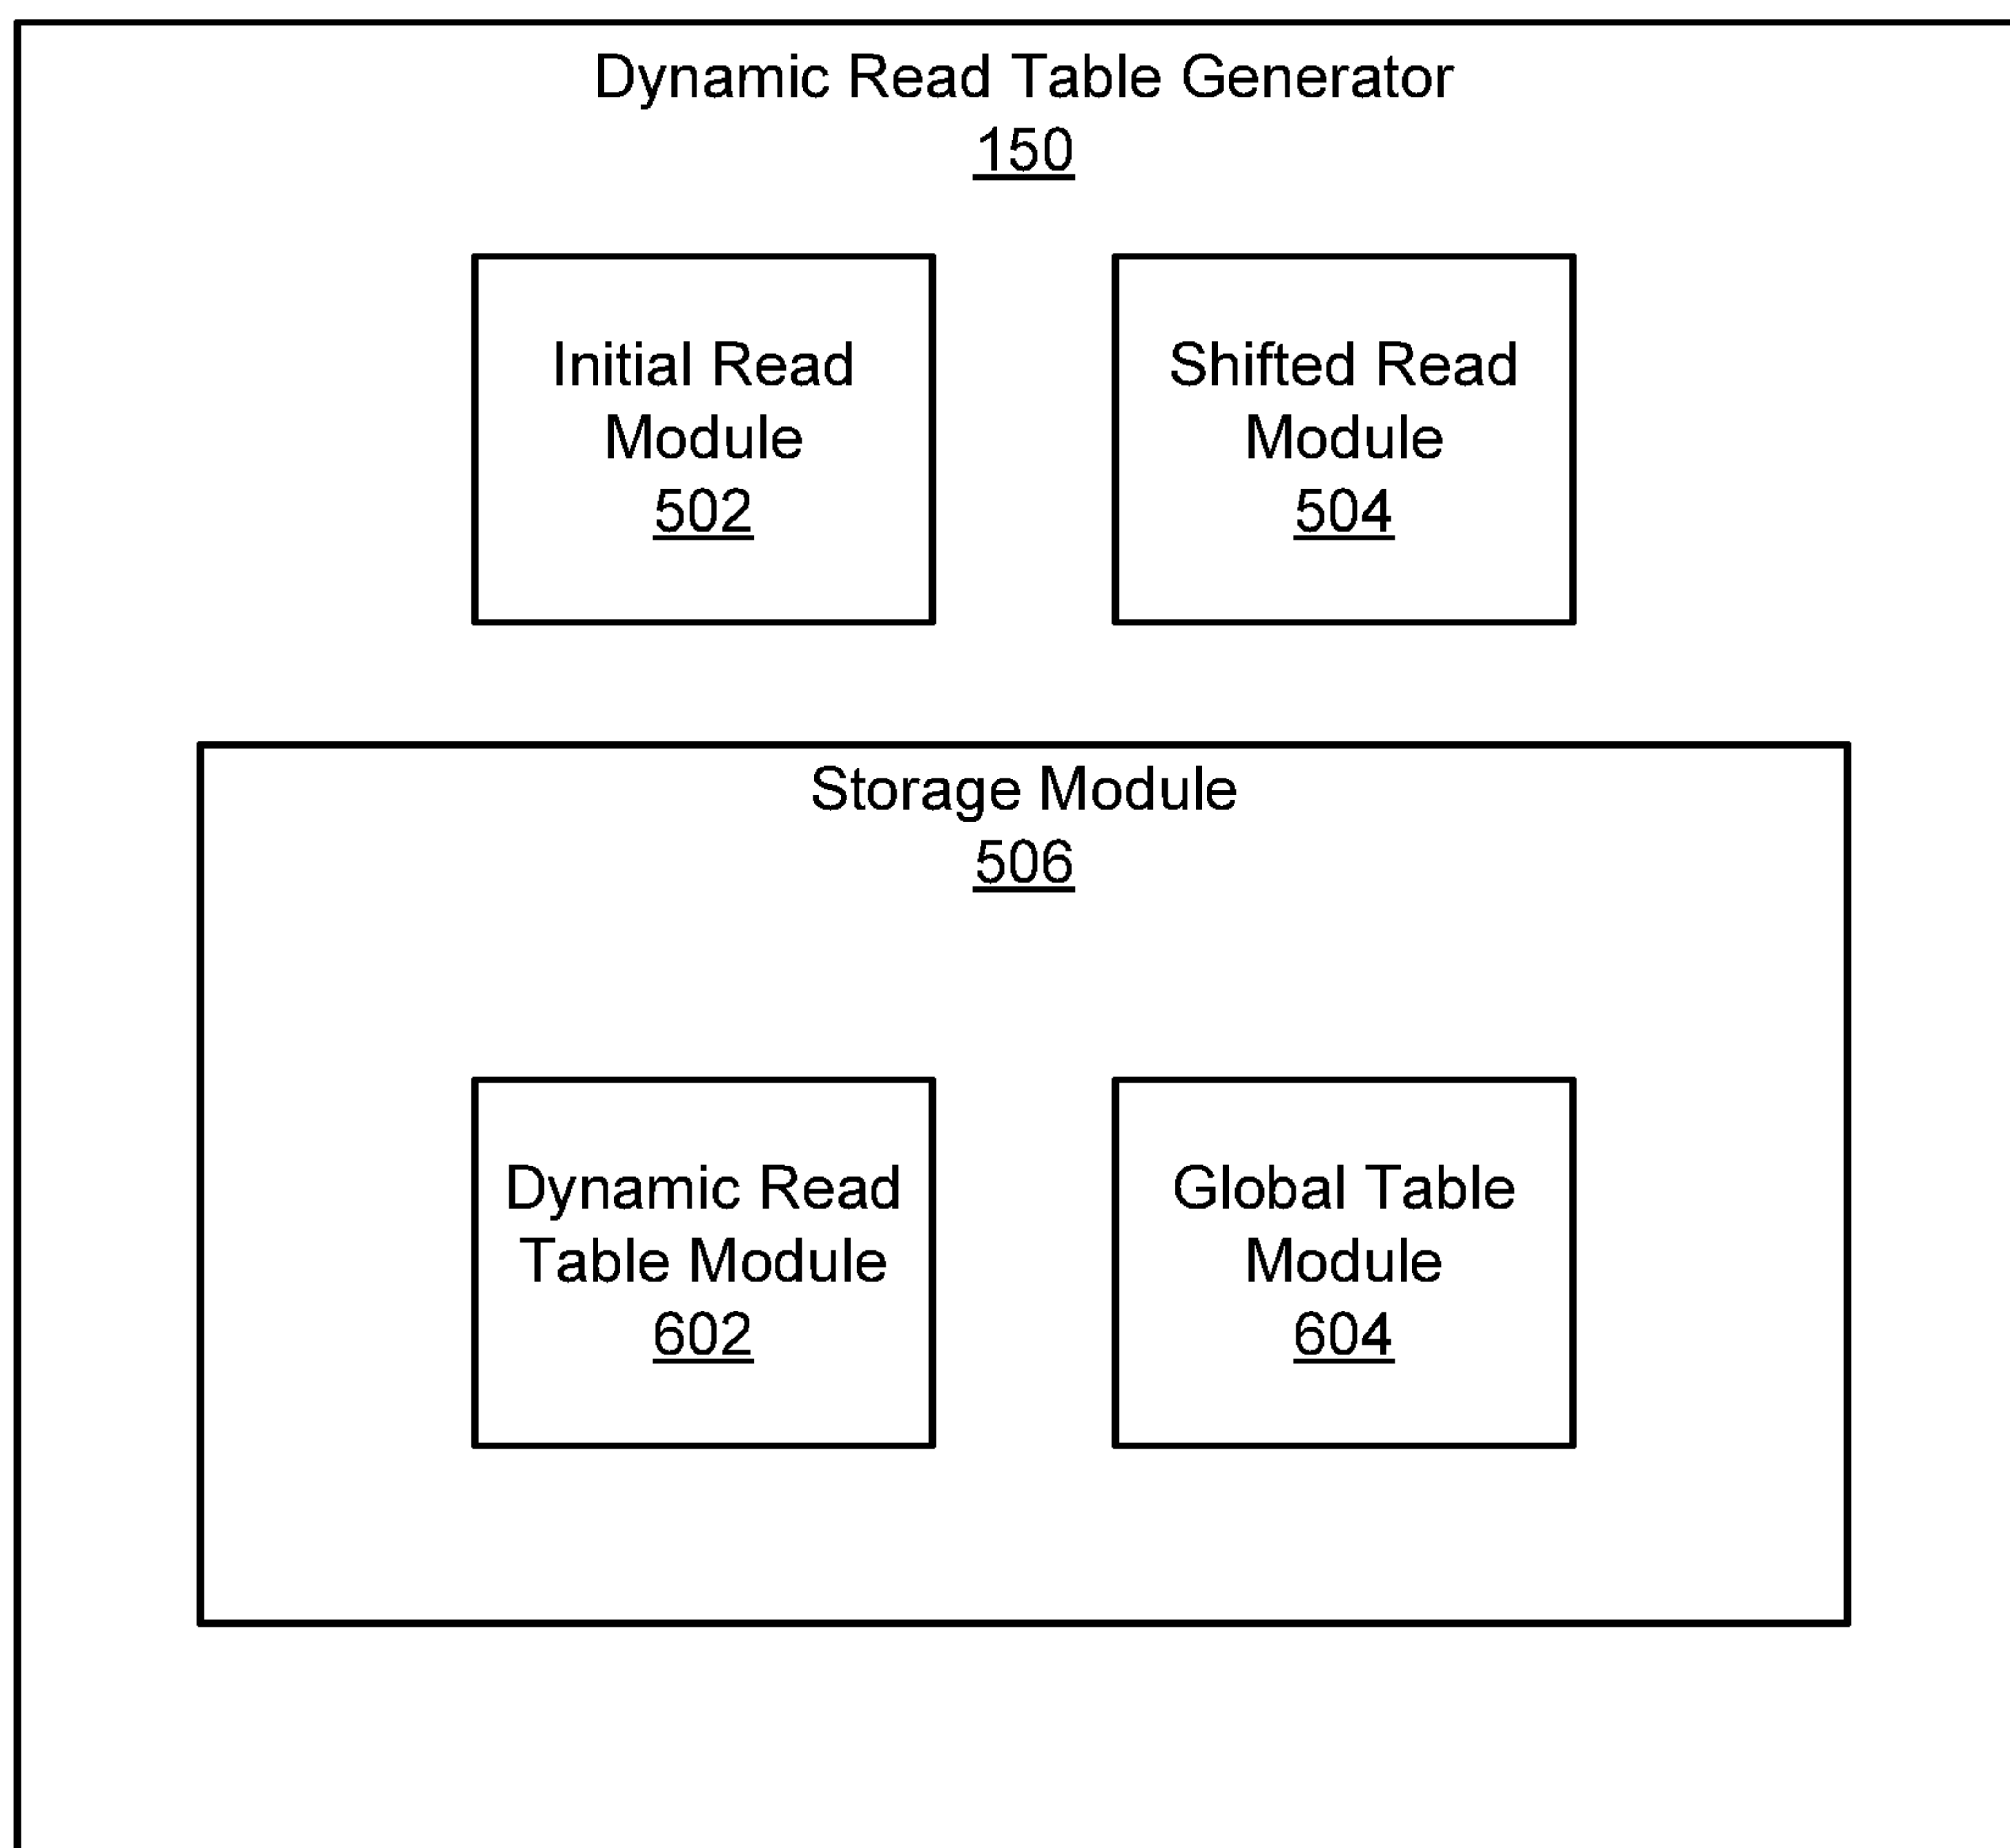 Dynamic Read Table Generator
150
Initial Read
Module
502
Shifted Read
Module
504
Storage Module
506
Dynamic Read
Table Module
602
Global Table
Module
604